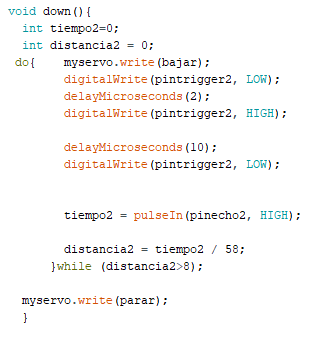 void down(){
  int tiempo2=0;
  int distancia2 = 0;
 do{    myservo.write(bajar);
        digitalWrite(pintrigger2, LOW);
        delayMicroseconds(2);
        digitalWrite(pintrigger2, HIGH);
        delayMicroseconds(10);
        digitalWrite(pintrigger2, LOW);
        tiempo2 = pulseIn(pinecho2, HIGH);
        distancia2 = tiempo2 / 58;
      }while (distancia2>8);
  myservo.write(parar);
  }